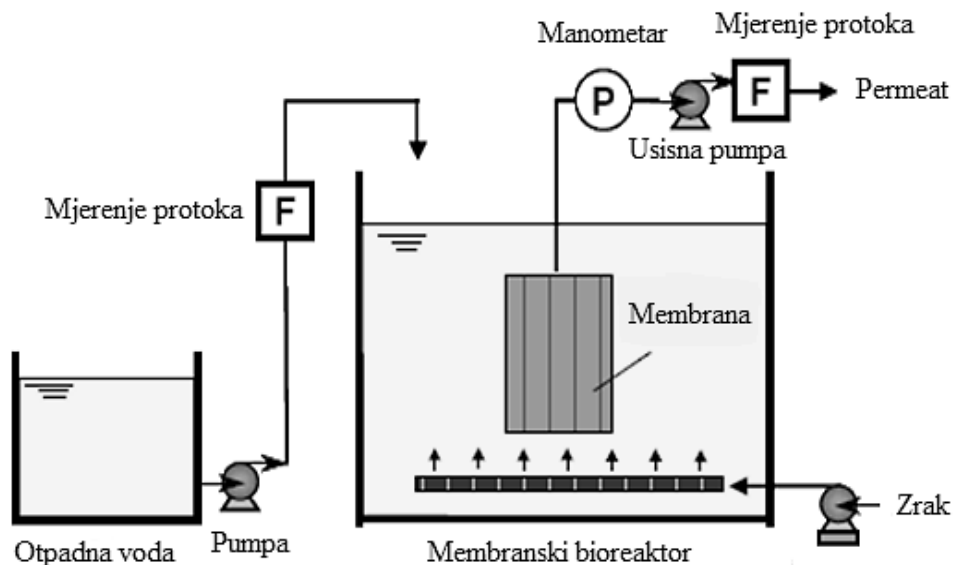 Mjerenje protoka
Manometar
P
F
Permeat
Usisna pumpa
Mjerenje protoka
F
Membrana
Zrak
Otpadna voda
Pumpa
Membranski bioreaktor